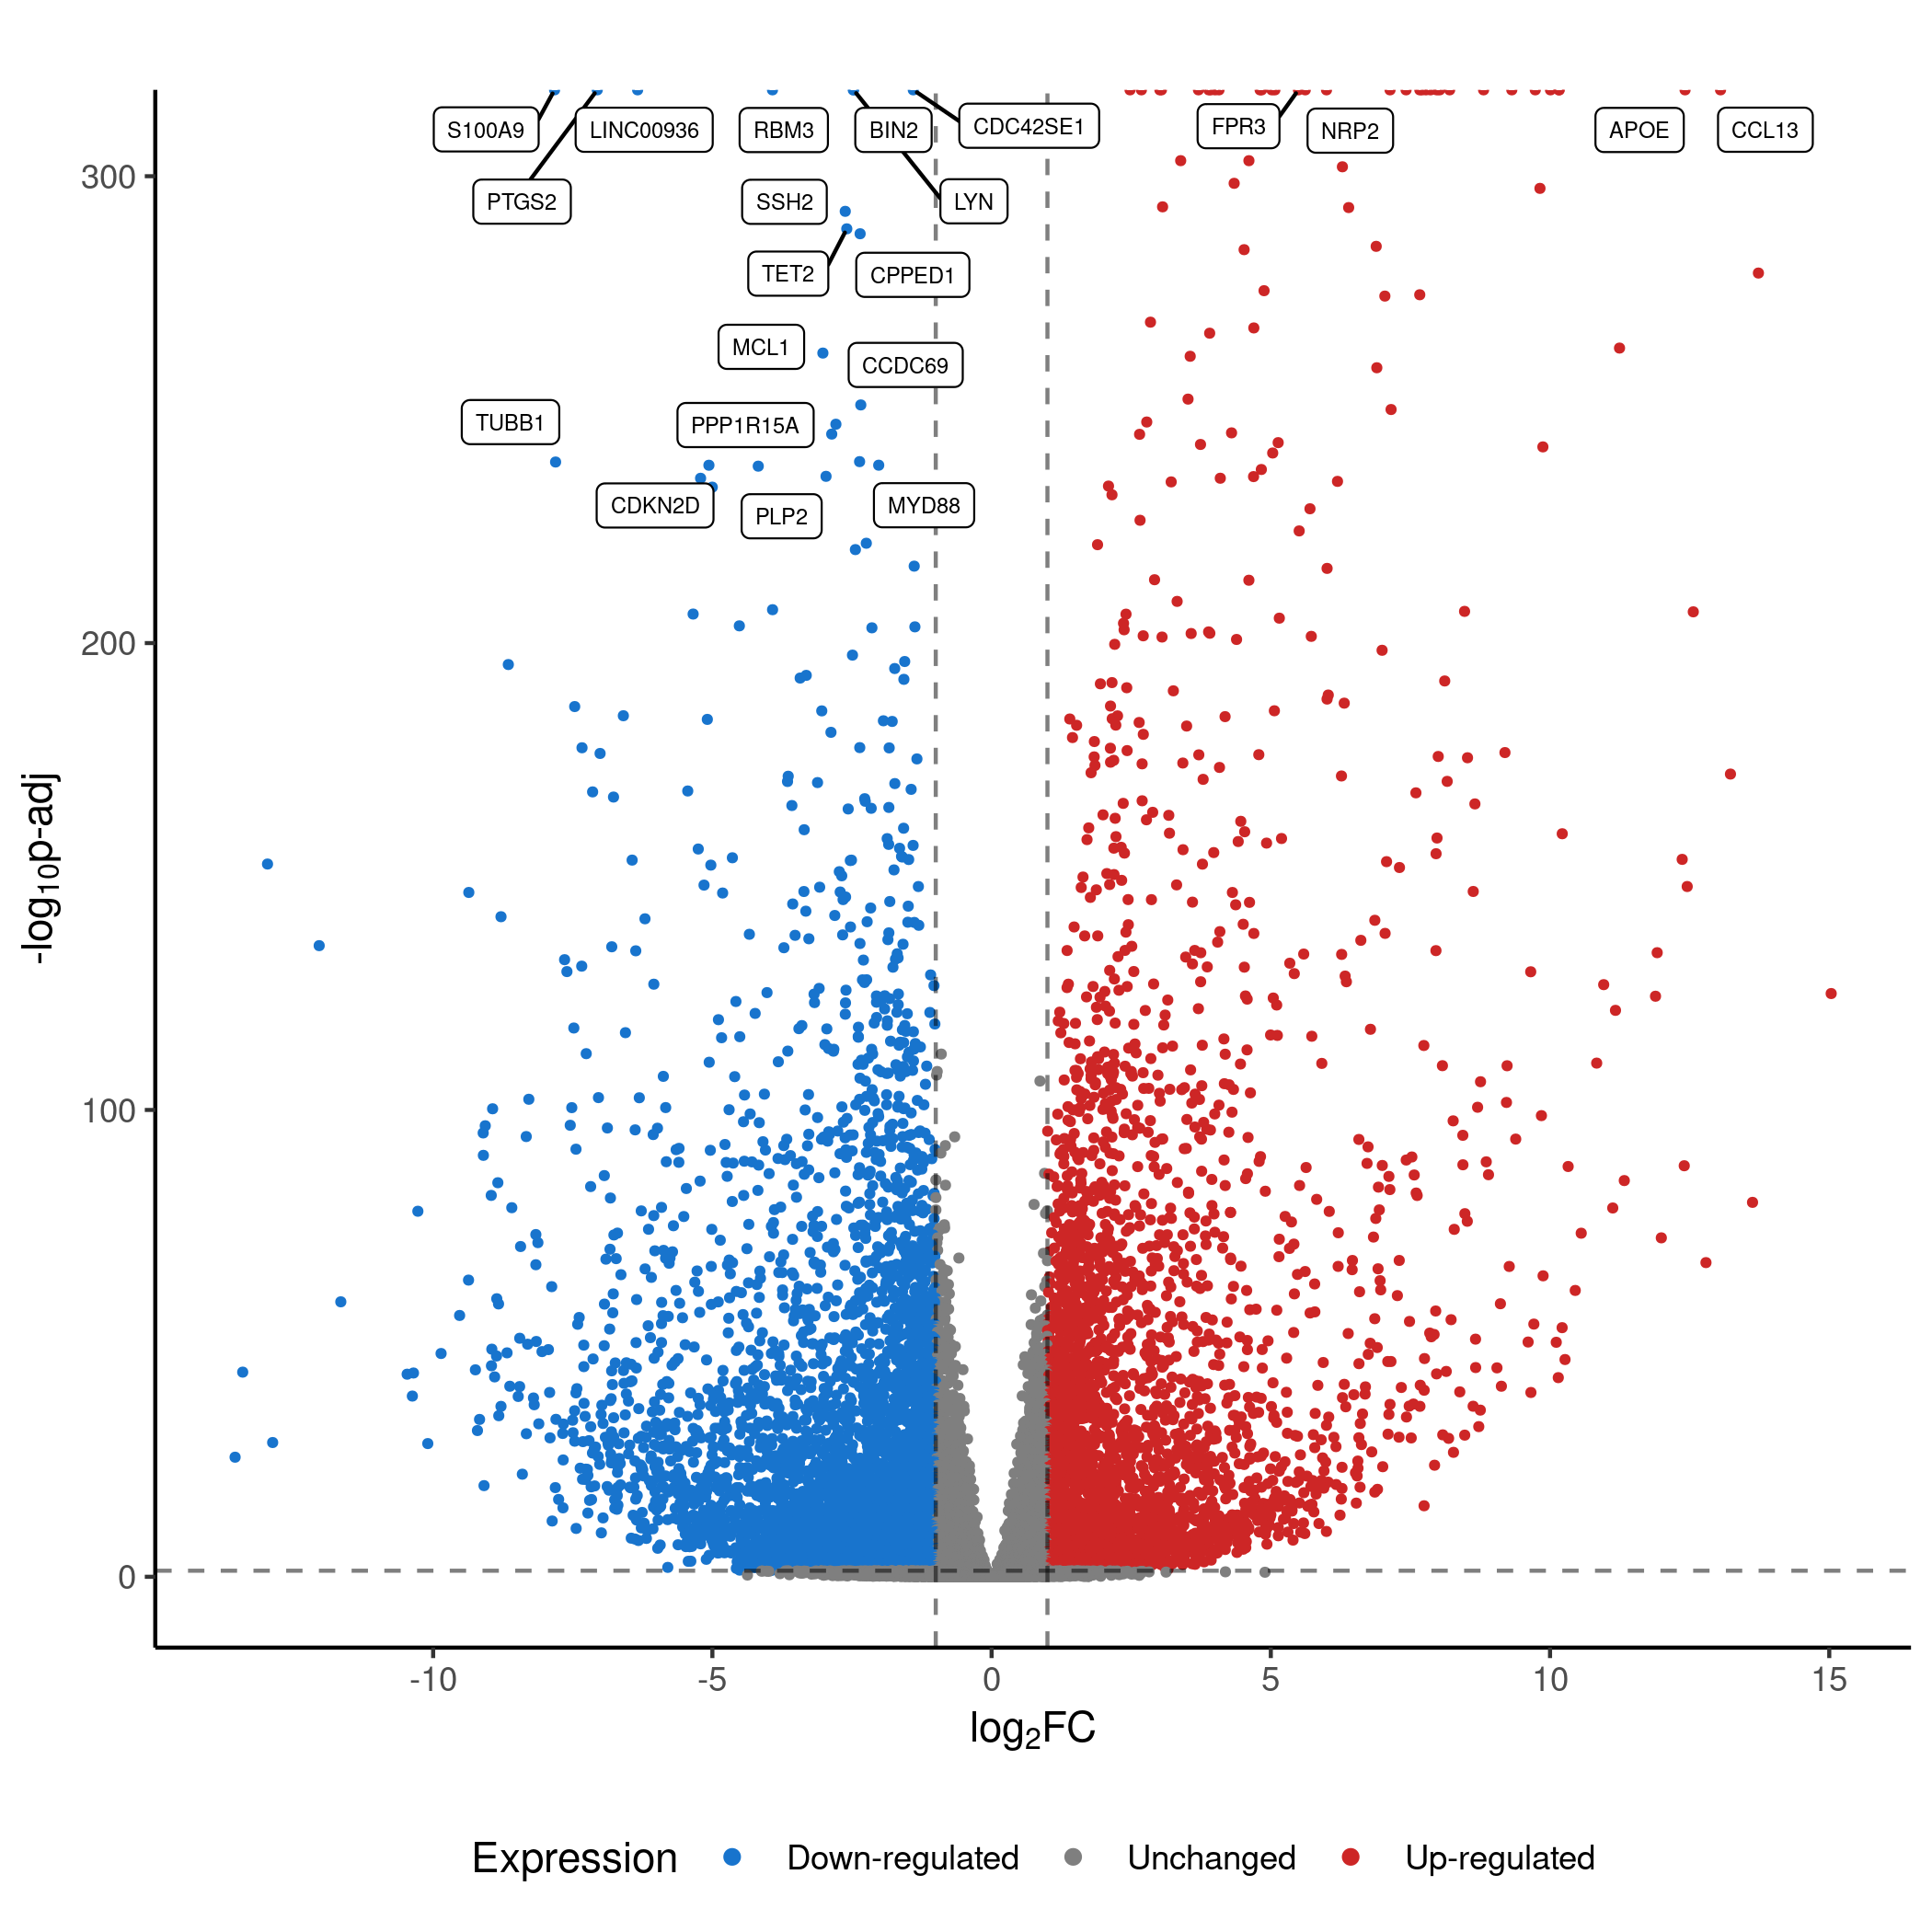 S100A9
LINC00936
RBM3
BIN2
CDC42SE1
FPR3
NRP2
APOE
CCL13
PTGS2
SSH2
LYN
TET2
CPPED1
MCL1
CCDC69
TUBB1
PPP1R15A
CDKN2D
PLP2
MYD88
300
200
100
0
-log10p-adj
-10
-5
0
5
10
15
log2FC
Expression
Down-regulated
Unchanged
Up-regulated